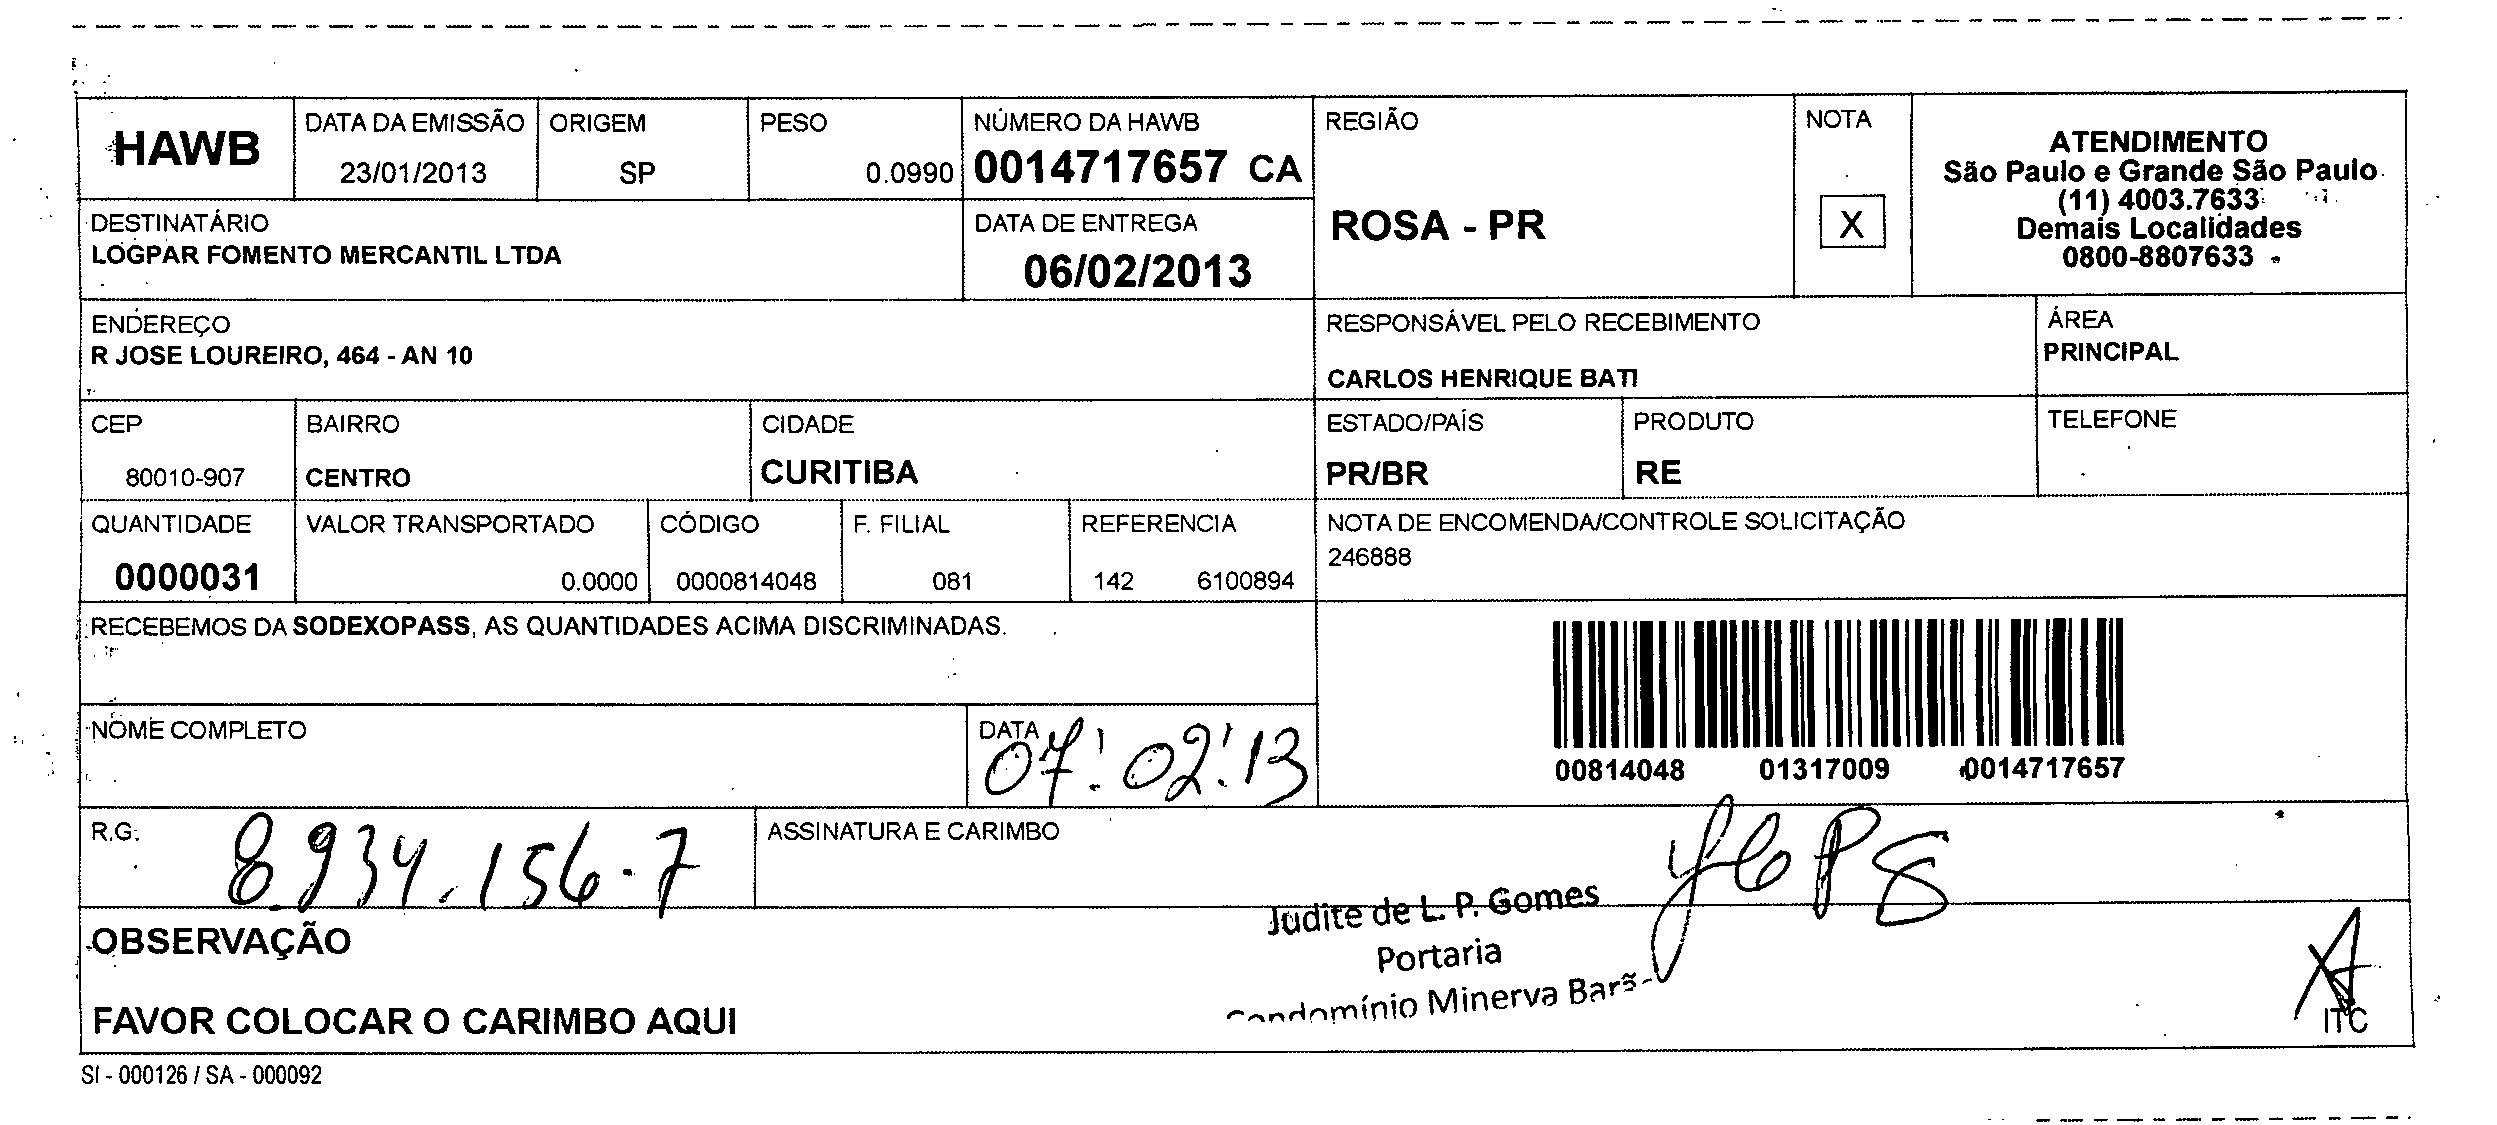 HAWB
DATA DA EMISSÃO
23/01/2013
ORIGEM
SP
PESO
0.0990
NÚMERO DA HAWB
0014717657 CA
REGIÃO
ROSA - PR
NOTA
X
ATENDIMENTO
São Paulo e Grande São Paulo
(11) 4003.7633
Demais Localidades
0800-8807633
DESTINATÁRIO
LOGPAR FOMENTO MERCANTIL LTDA
DATA DE ENTREGA
06/02/2013
ENDEREÇO
R JOSE LOUREIRO, 464 - AN 10
RESPONSÁVEL PELO RECEBIMENTO
CARLOS HENRIQUE BATI
ÁREA
PRINCIPAL
CEP
80010-907
BAIRRO
CENTRO
CIDADE
CURITIBA
ESTADO/PAÍS
PR/BR
PRODUTO
RE
TELEFONE
QUANTIDADE
0000031
VALOR TRANSPORTADO
0.0000
CÓDIGO
0000814048
F. FILIAL
081
REFERENCIA
142 6100894
NOTA DE ENCOMENDA/CONTROLE SOLICITAÇÃO
246888
RECEBEMOS DA SODEXOPASS, AS QUANTIDADES ACIMA DISCRIMINADAS.
00814048 01317009 0014717657
NOME COMPLETO
DATA
07.02.13
R.G.
8.934.156-7
ASSINATURA E CARIMBO
Judite de L. P. Gomes
Portaria
Condomínio Minerva
OBSERVAÇÃO
FAVOR COLOCAR O CARIMBO AQUI
ITC
SI - 000126 / SA - 000092